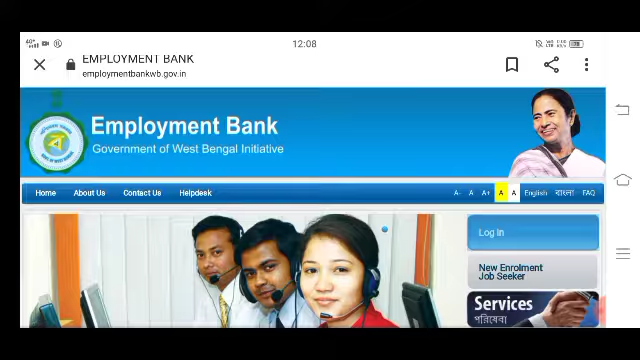 12:08
EMPLOYMENT BANK
employmentbankwb.gov.in
Employment Bank
Government of West Bengal Initiative
Home About Us Contact Us Helpdesk A- A A+ A A English বাংলা FAQ
Log In
New Enrolment
Job Seeker
Services
পরিষেবা